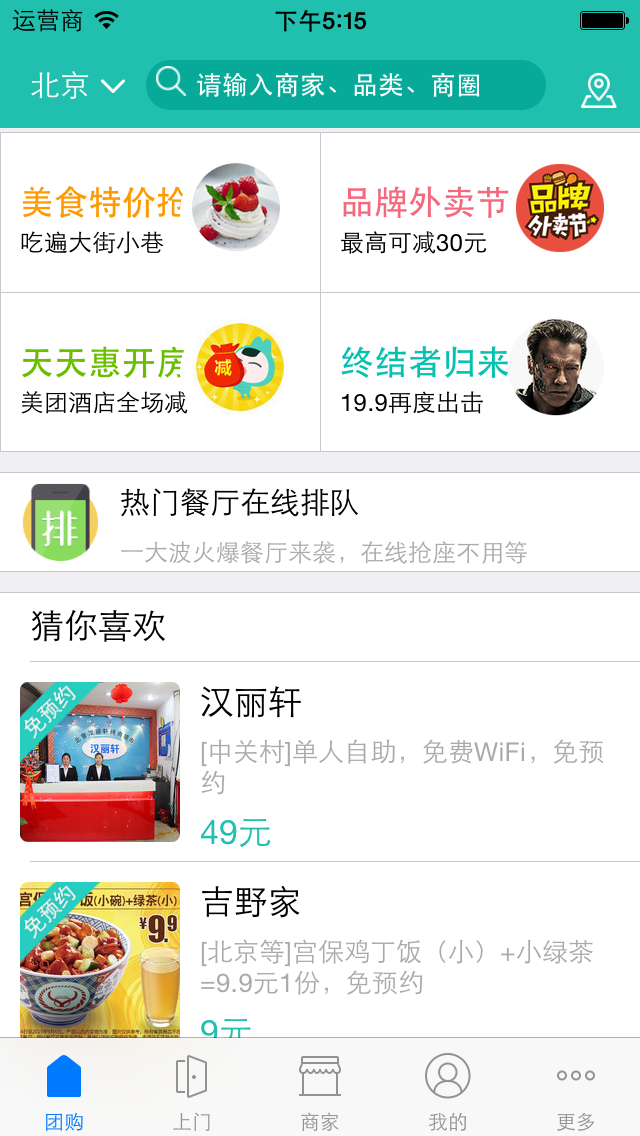 运营商 下午5:15
北京 请输入商家、品类、商圈
美食特价抢
吃遍大街小巷
品牌外卖节
最高可减30元
品牌
外卖节
天天惠开房
美团酒店全场减
减
终结者归来
19.9再度出击
排
热门餐厅在线排队
一大波火爆餐厅来袭，在线抢座不用等
猜你喜欢
免预约
汉丽轩
汉丽轩
[中关村]单人自助，免费WiFi，免预
约
49元
免预约
饭(小碗)+绿茶(小)
¥9.9
吉野家
[北京等]宫保鸡丁饭（小）+小绿茶
=9.9元1份，免预约
9元
团购 上门 商家 我的 更多